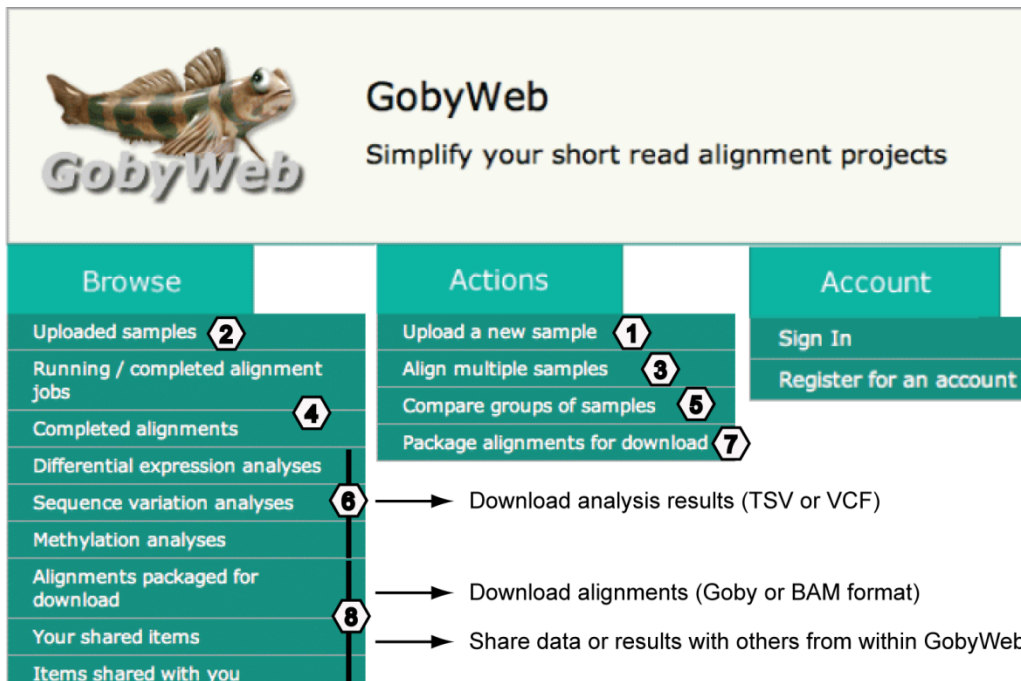 GobyWeb
GobyWeb
Simplify your short read alignment projects
Browse
Uploaded samples 2
Running / completed alignment
jobs
4
Completed alignments
Differential expression analyses
Sequence variation analyses 6
Methylation analyses
Alignments packaged for
download
8
Your shared items
Items shared with you
Actions
Upload a new sample 1
Align multiple samples 3
Compare groups of samples 5
Package alignments for download 7
Account
Sign In
Register for an account
Download analysis results (TSV or VCF)
Download alignments (Goby or BAM format)
Share data or results with others from within GobyWeb